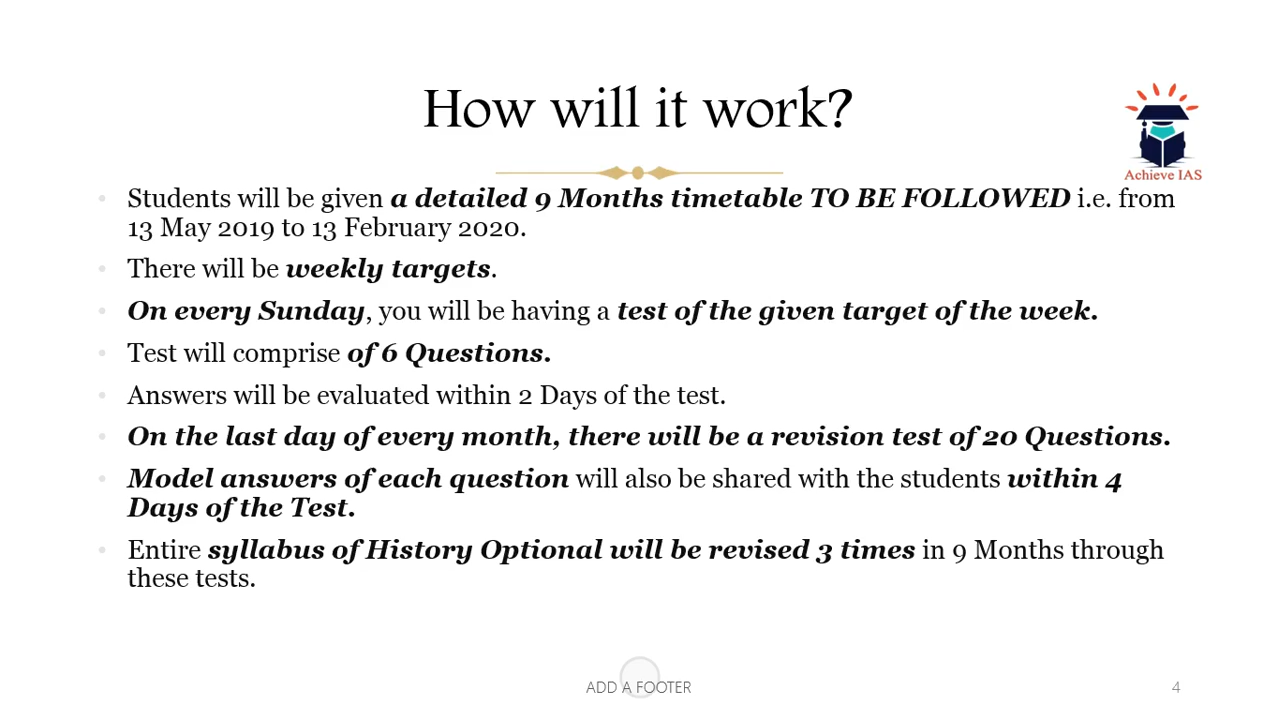 How will it work?
Achieve IAS
• Students will be given a detailed 9 Months timetable TO BE FOLLOWED i.e. from
13 May 2019 to 13 February 2020.
• There will be weekly targets.
• On every Sunday, you will be having a test of the given target of the week.
• Test will comprise of 6 Questions.
• Answers will be evaluated within 2 Days of the test.
• On the last day of every month, there will be a revision test of 20 Questions.
• Model answers of each question will also be shared with the students within 4
Days of the Test.
• Entire syllabus of History Optional will be revised 3 times in 9 Months through
these tests.
ADD A FOOTER
4